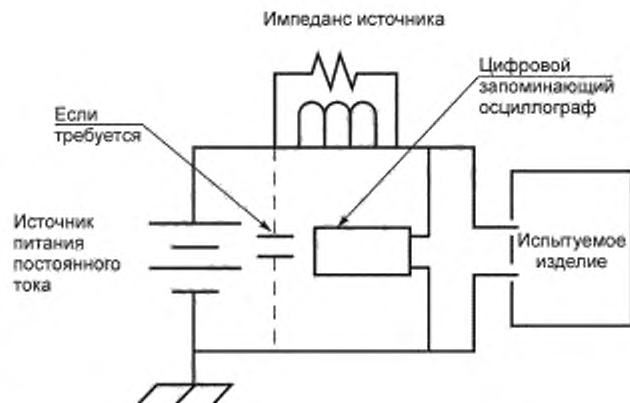 Импеданс источника
Цифровой
запоминающий
осциллограф
Если
требуется
Источник
питания
постоянного
тока
Испытуемое
изделие